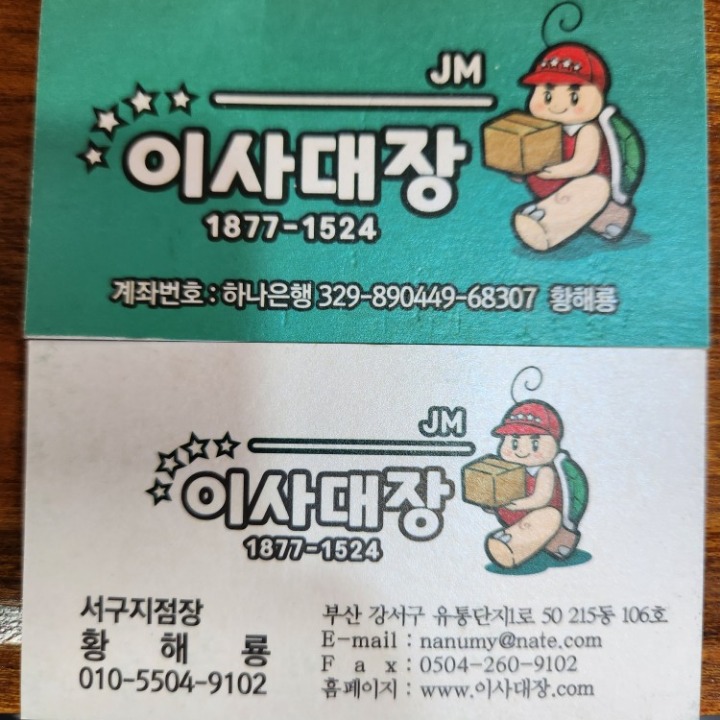 JM
이사대장
1877-1524
계좌번호 : 하나은행 329-890449-68307 황해룡
JM
이사대장
1877-1524
서구지점장
황 해 룡
010-5504-9102
부산 강서구 유통단지1로 50 215동 106호
E-mail : nanumy@nate.com
F a x : 0504-260-9102
홈페이지 : www.이사대장.com